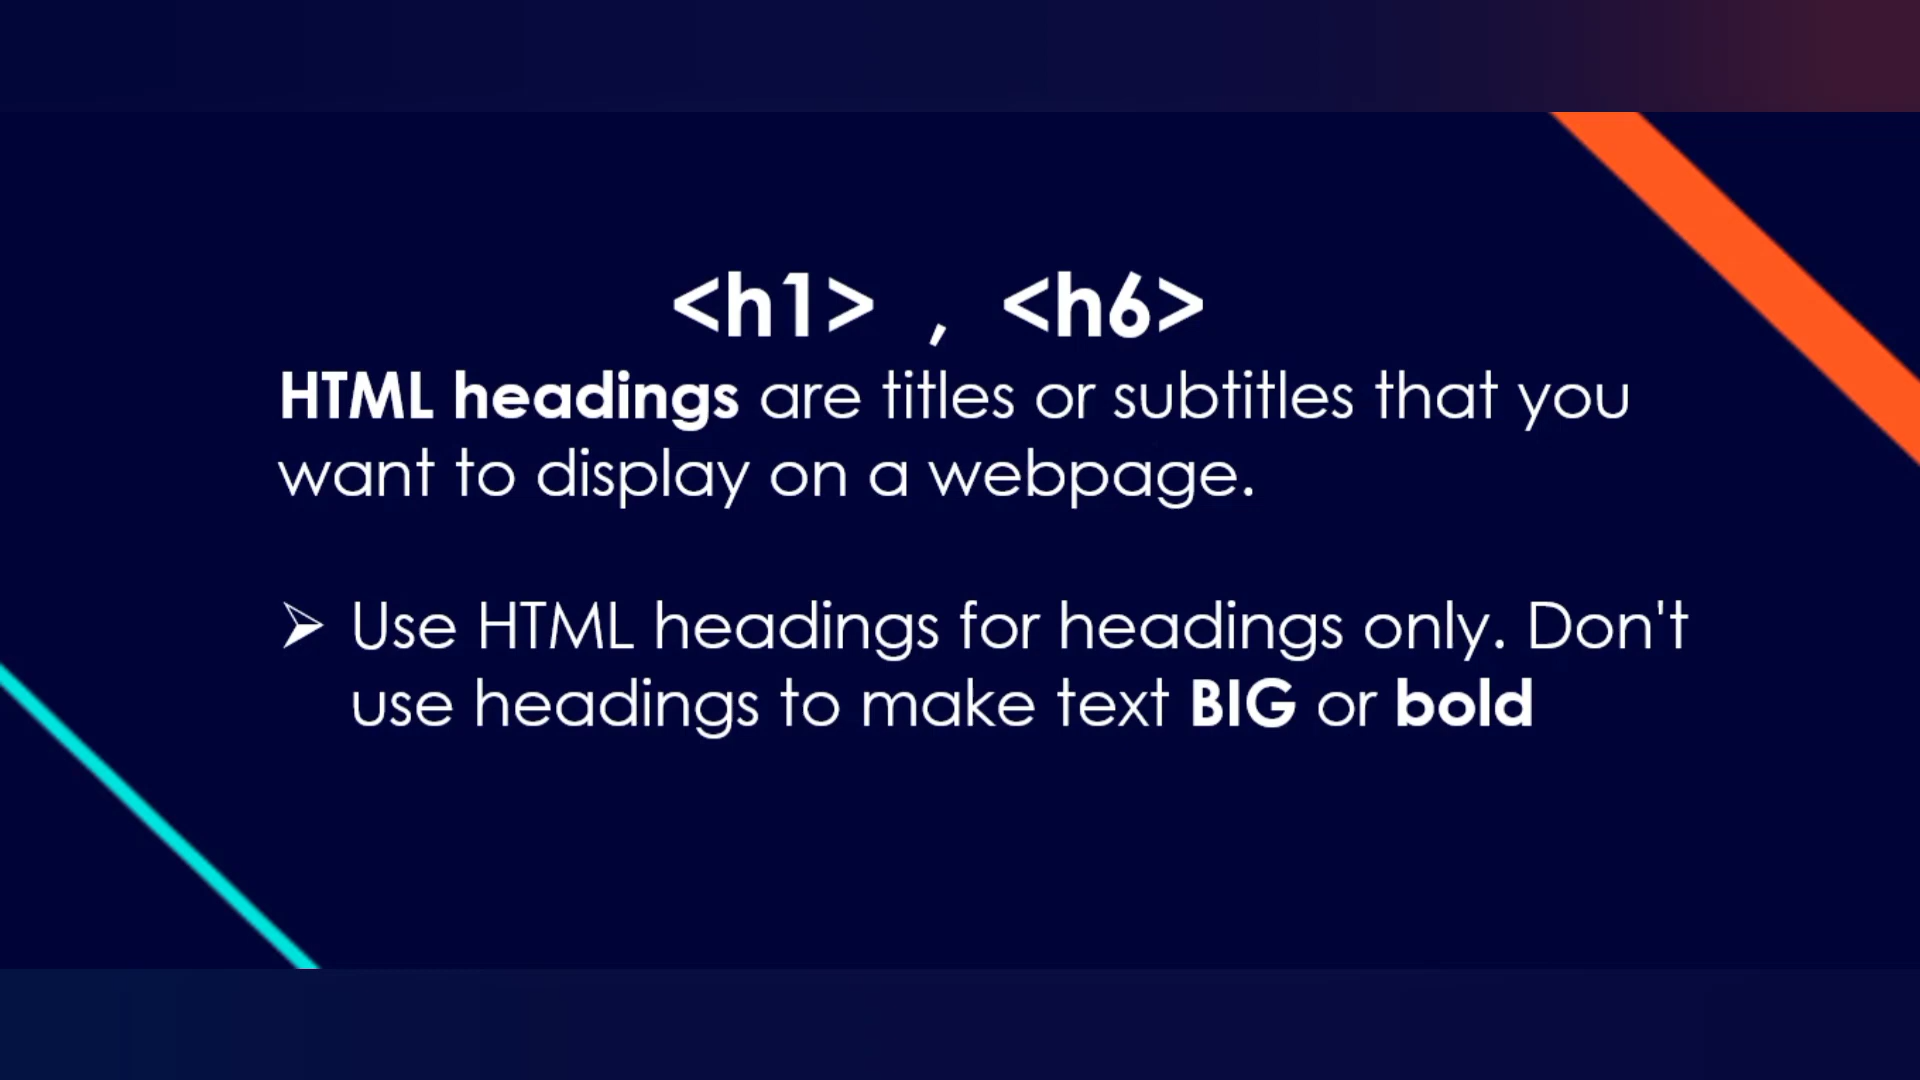 <h1> , <h6>
HTML headings are titles or subtitles that you
want to display on a webpage.
➢ Use HTML headings for headings only. Don't
use headings to make text BIG or bold